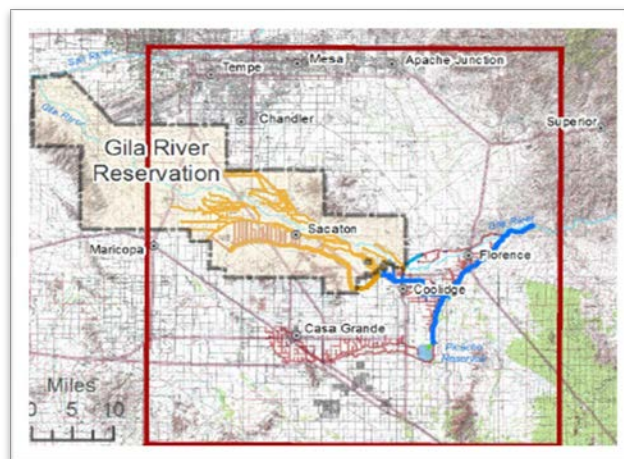 Salt River
Mesa
Tempe
Apache Junction
Gila River
Chandler
Superior
Gila River
Reservation
Gila River
Sacaton
Maricopa
Florence
Coolidge
Casa Grande
Picacho
Reservoir
Miles
0 5 10